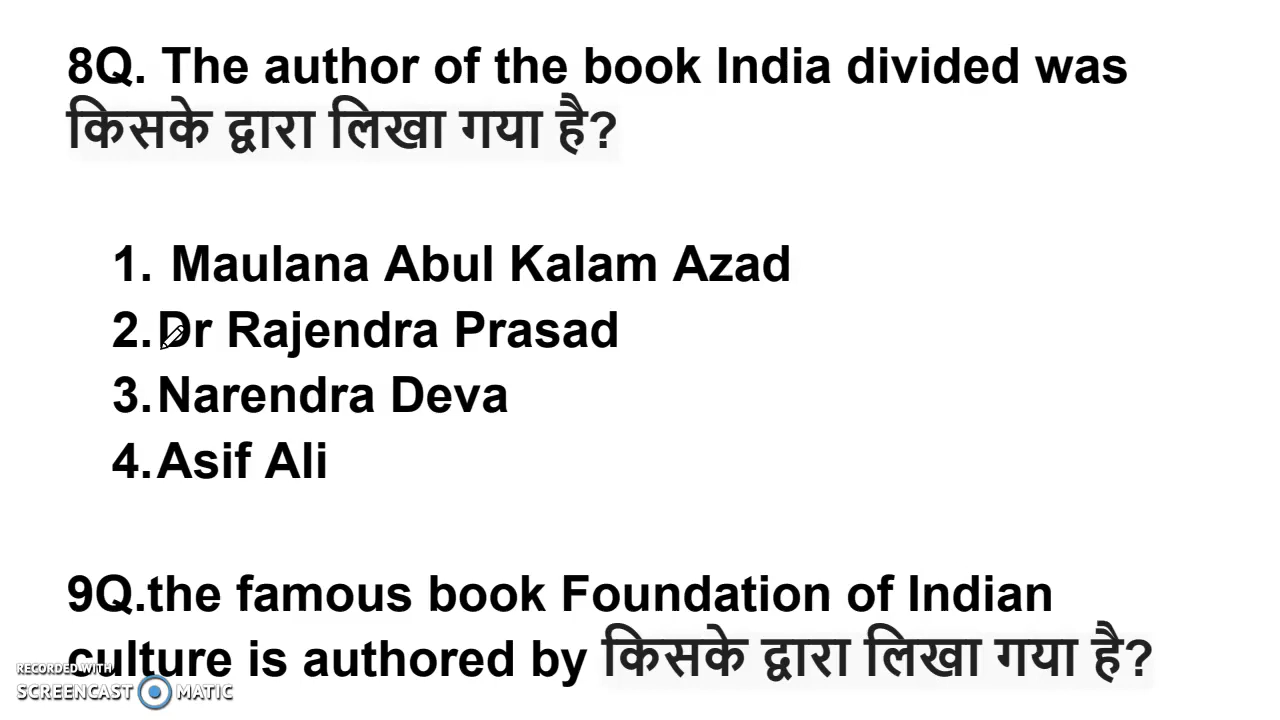 8Q. The author of the book India divided was
किसके द्वारा लिखा गया है?
1. Maulana Abul Kalam Azad
2. Dr Rajendra Prasad
3. Narendra Deva
4. Asif Ali
9Q.the famous book Foundation of Indian
culture is authored by किसके द्वारा लिखा गया है?
RECORDED WITH
SCREENCAST MATIC